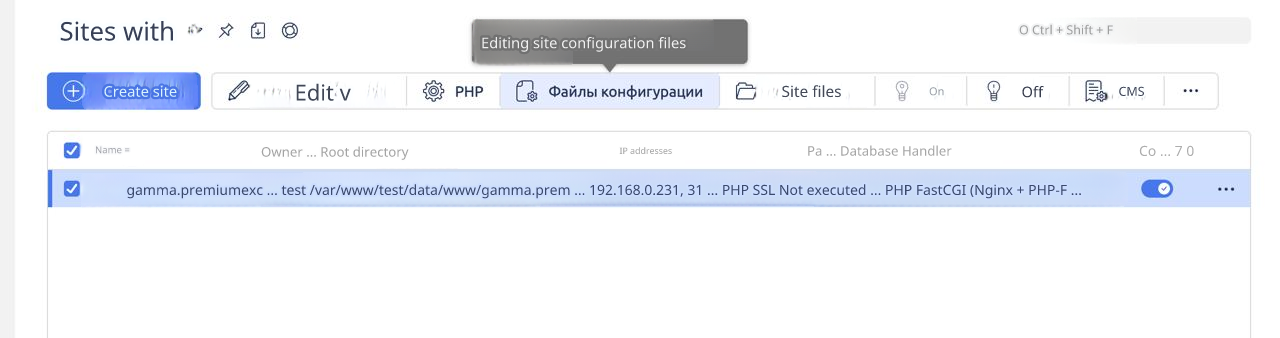 Sites with
Editing site configuration files
O Ctrl + Shift + F
Create site
Edit v
PHP
Файлы конфигурации
Site files
On
Off
CMS
...
Name =
Owner ... Root directory
IP addresses
Pa ... Database Handler
Co ... 7 0
gamma.premiumexc ... test /var/www/test/data/www/gamma.prem ... 192.168.0.231, 31 ... PHP SSL Not executed ... PHP FastCGI (Nginx + PHP-F ...
...